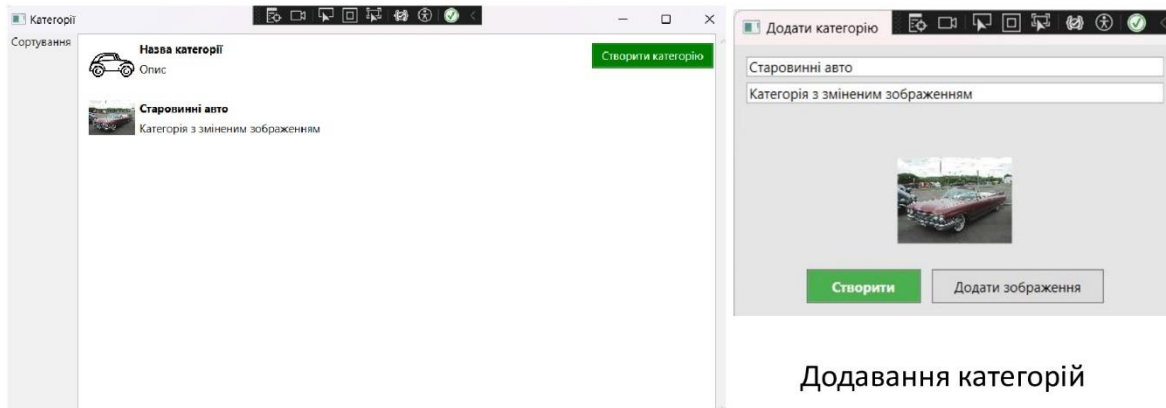 Категорії
Сортування
Назва категорії
Опис
Створити категорію
Старовинні авто
Категорія з зміненим зображенням
Додати категорію
Старовинні авто
Категорія з зміненим зображенням
Створити
Додати зображення
Додавання категорій